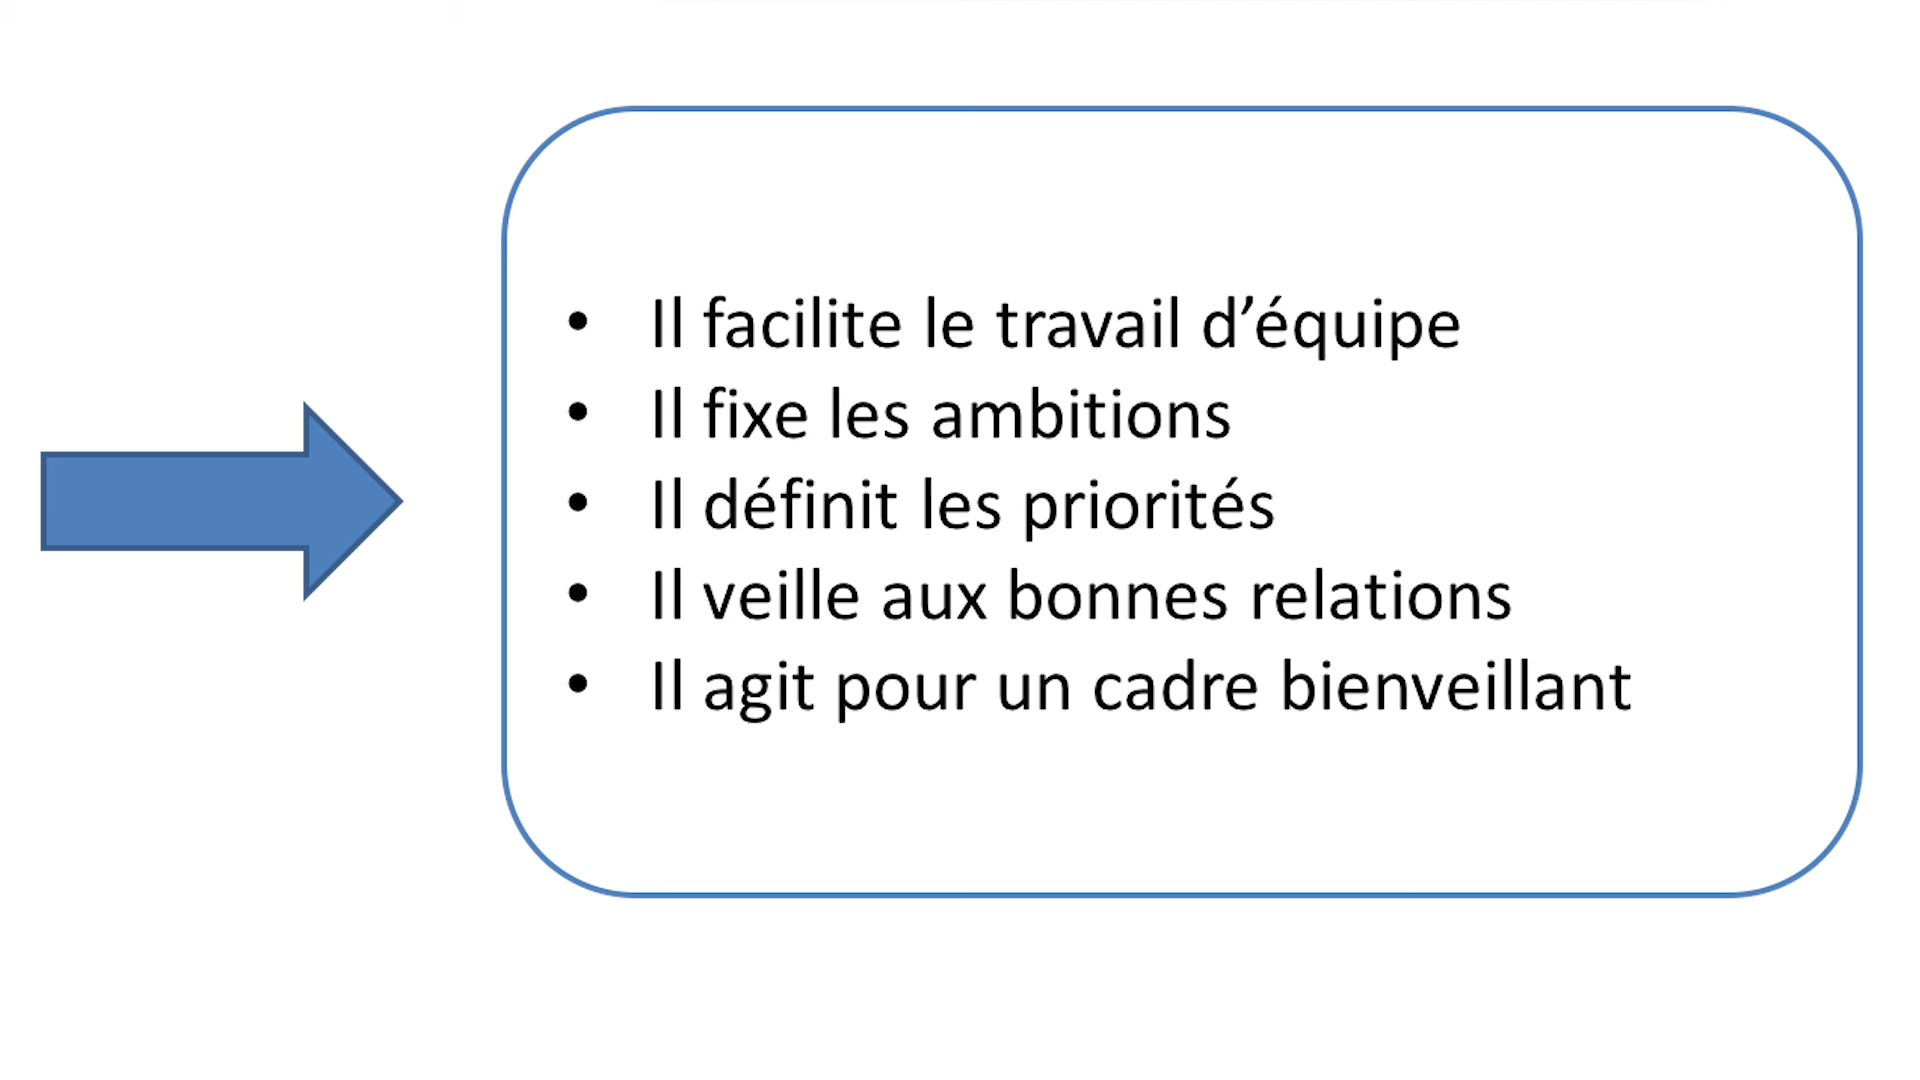 • Il facilite le travail d’équipe
• Il fixe les ambitions
• Il définit les priorités
• Il veille aux bonnes relations
• Il agit pour un cadre bienveillant